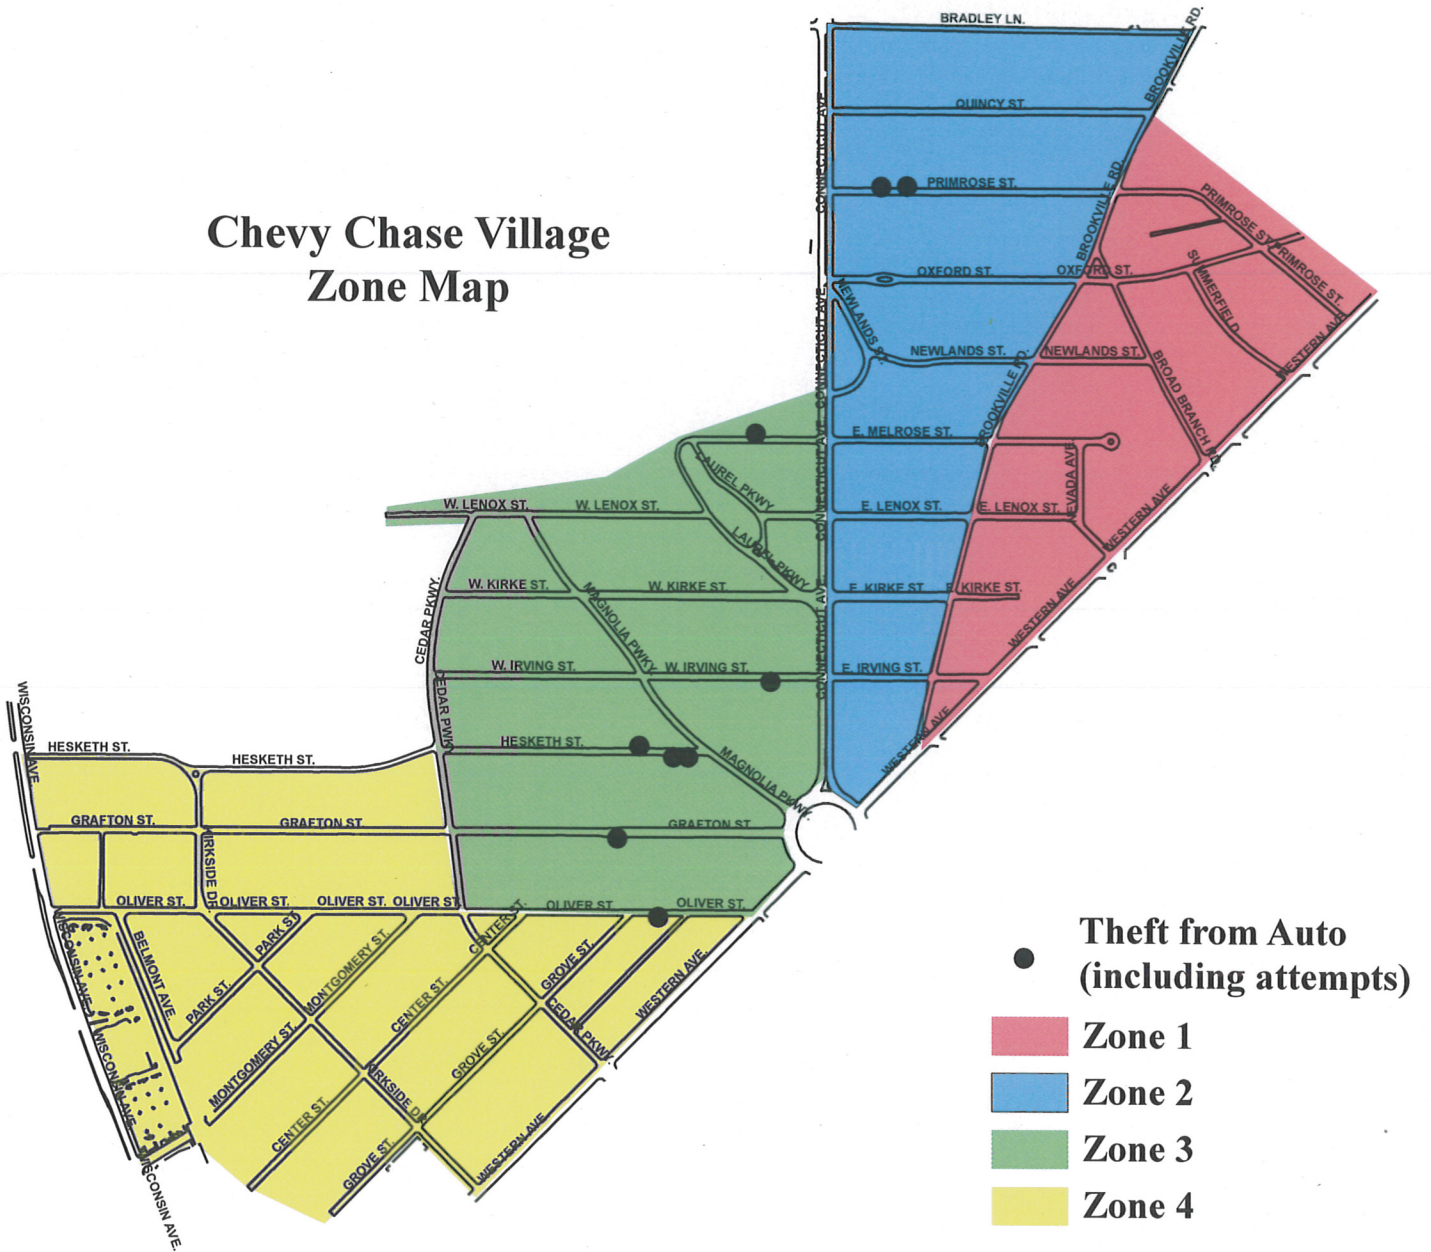 BRADLEY LN.
BROOKVILLE RD.
CONNECTICUT AVE.
QUINCY ST.
PRIMROSE ST.
BROOKVILLE RD.
PRIMROSE ST.
PRIMROSE ST.
Chevy Chase Village
Zone Map
OXFORD ST.
OXFORD ST.
SUMMERFIELD
NEWLANDS ST.
CONNECTICUT AVE.
NEWLANDS ST.
NEWLANDS ST.
BROOKVILLE RD.
BROAD BRANCH RD.
WESTERN AVE.
E. MELROSE ST.
CONNECTICUT AVE.
LAUREL PKWY
NEVADA AVE.
W. LENOX ST.
W. LENOX ST.
E. LENOX ST.
E. LENOX ST.
WESTERN AVE.
LAUREL PKWY
W. KIRKE ST.
W. KIRKE ST.
E. KIRKE ST.
E. KIRKE ST.
CEDAR PKWY.
MAGNOLIA PWKY.
CONNECTICUT AVE.
WESTERN AVE.
W. IRVING ST.
W. IRVING ST.
E. IRVING ST.
WISCONSIN AVE.
CEDAR PWKY
HESKETH ST.
HESKETH ST.
HESKETH ST.
MAGNOLIA PKWY.
WESTERN AVE.
GRAFTON ST.
GRAFTON ST.
GRAFTON ST.
KIRKSIDE DR.
OLIVER ST.
OLIVER ST.
OLIVER ST.
OLIVER ST.
OLIVER ST.
OLIVER ST.
WISCONSIN AVE.
BELMONT AVE.
PARK ST.
MONTGOMERY ST.
CENTER ST.
GROVE ST.
WESTERN AVE.
PARK ST.
CENTER ST.
CEDAR PKWY.
WISCONSIN AVE.
MONTGOMERY ST.
GROVE ST.
KIRKSIDE DR.
CENTER ST.
GROVE ST.
WESTERN AVE.
WISCONSIN AVE.
Theft from Auto
(including attempts)
Zone 1
Zone 2
Zone 3
Zone 4